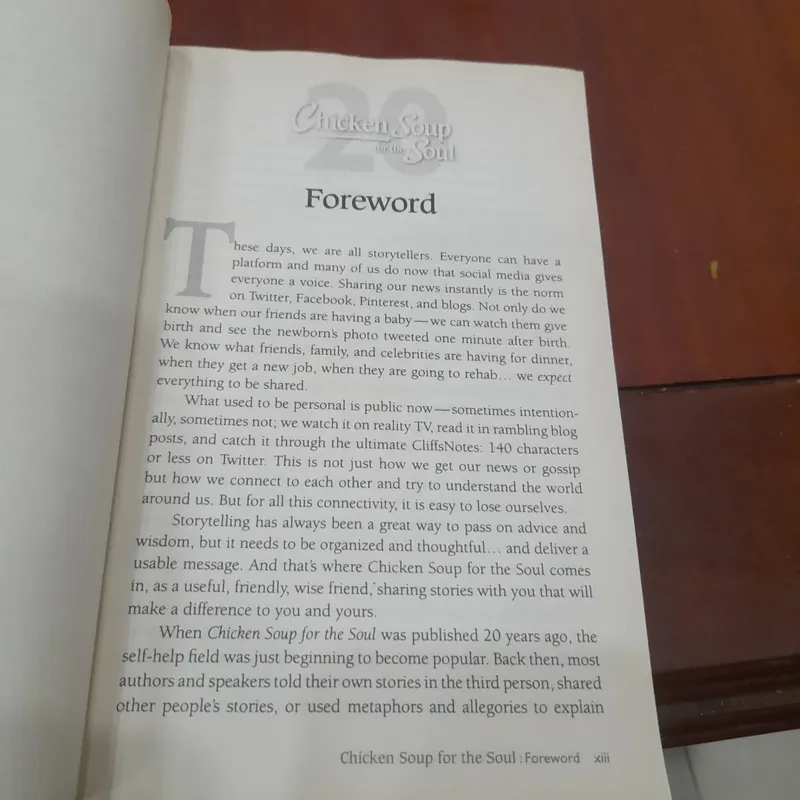 20
Chicken Soup
for the
Soul
Foreword
These days, we are all storytellers. Everyone can have a
platform and many of us do now that social media gives
everyone a voice. Sharing our news instantly is the norm
on Twitter, Facebook, Pinterest, and blogs. Not only do we
know when our friends are having a baby—we can watch them give
birth and see the newborn's photo tweeted one minute after birth.
We know what friends, family, and celebrities are having for dinner,
when they get a new job, when they are going to rehab… we expect
everything to be shared.
What used to be personal is public now—sometimes intention-
ally, sometimes not; we watch it on reality TV, read it in rambling blog
posts, and catch it through the ultimate CliffsNotes: 140 characters
or less on Twitter. This is not just how we get our news or gossip
but how we connect to each other and try to understand the world
around us. But for all this connectivity, it is easy to lose ourselves.
Storytelling has always been a great way to pass on advice and
wisdom, but it needs to be organized and thoughtful… and deliver a
usable message. And that's where Chicken Soup for the Soul comes
in, as a useful, friendly, wise friend, sharing stories with you that will
make a difference to you and yours.
When Chicken Soup for the Soul was published 20 years ago, the
self-help field was just beginning to become popular. Back then, most
authors and speakers told their own stories in the third person, shared
other people's stories, or used metaphors and allegories to explain
Chicken Soup for the Soul : Foreword xiii